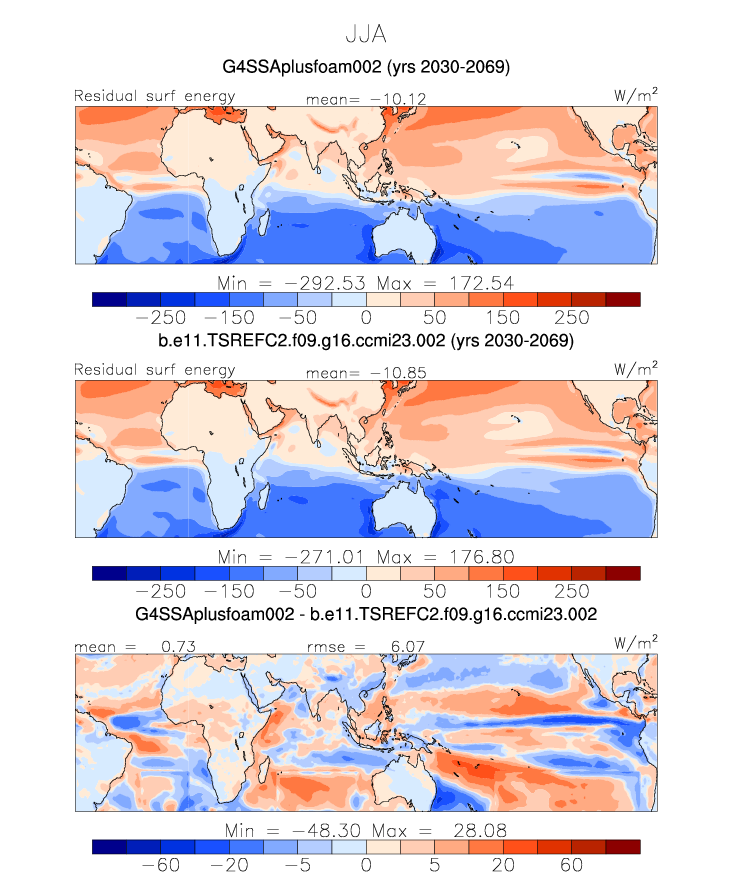 JJA
G4SSAplusfoam002 (yrs 2030-2069)
Residual surf energy mean= −10.12 W/m²
Min = −292.53 Max = 172.54
−250 −150 −50 0 50 150 250
b.e11.TSREFC2.f09.g16.ccmi23.002 (yrs 2030-2069)
Residual surf energy mean= −10.85 W/m²
Min = −271.01 Max = 176.80
−250 −150 −50 0 50 150 250
G4SSAplusfoam002 - b.e11.TSREFC2.f09.g16.ccmi23.002
mean = 0.73 rmse = 6.07 W/m²
Min = −48.30 Max = 28.08
−60 −20 −5 0 5 20 60